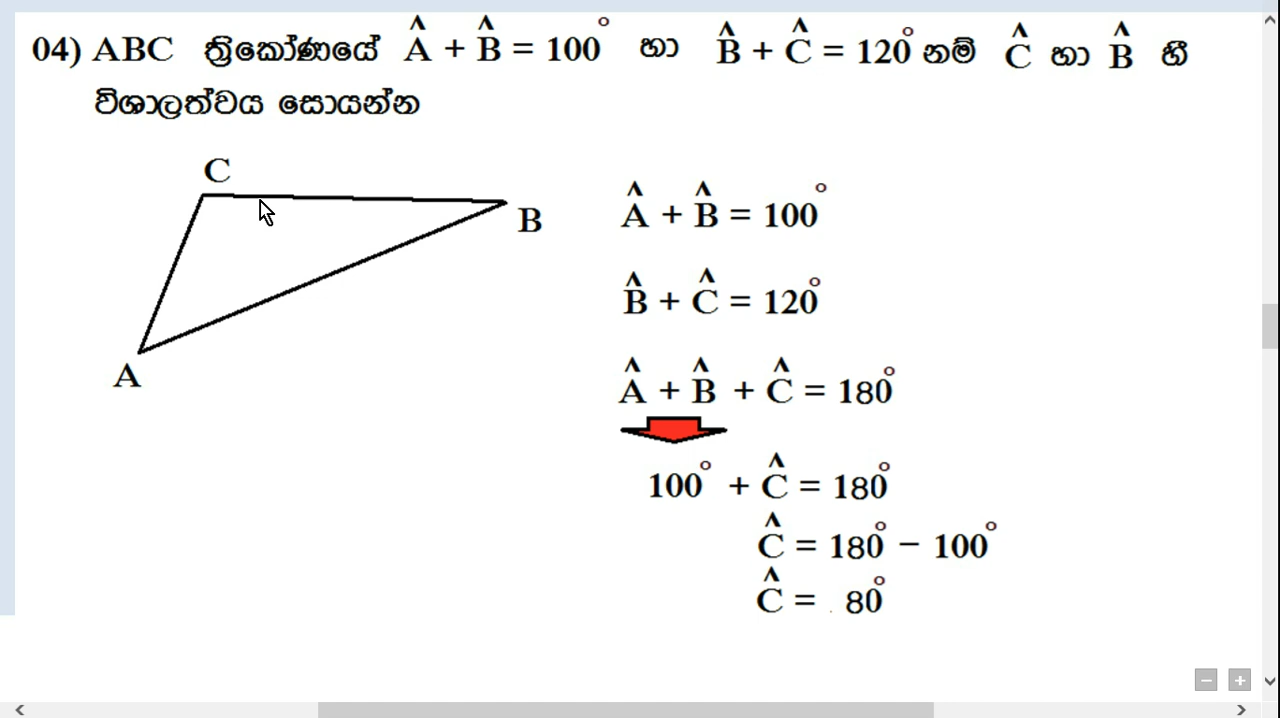 04) ABC ත්‍රිකෝණයේ Â + B̂ = 100° හා B̂ + Ĉ = 120° නම් Ĉ හා B̂ හී
විශාලත්වය සොයන්න
C
B
A
Â + B̂ = 100°
B̂ + Ĉ = 120°
Â + B̂ + Ĉ = 180°
100° + Ĉ = 180°
Ĉ = 180° − 100°
Ĉ = 80°